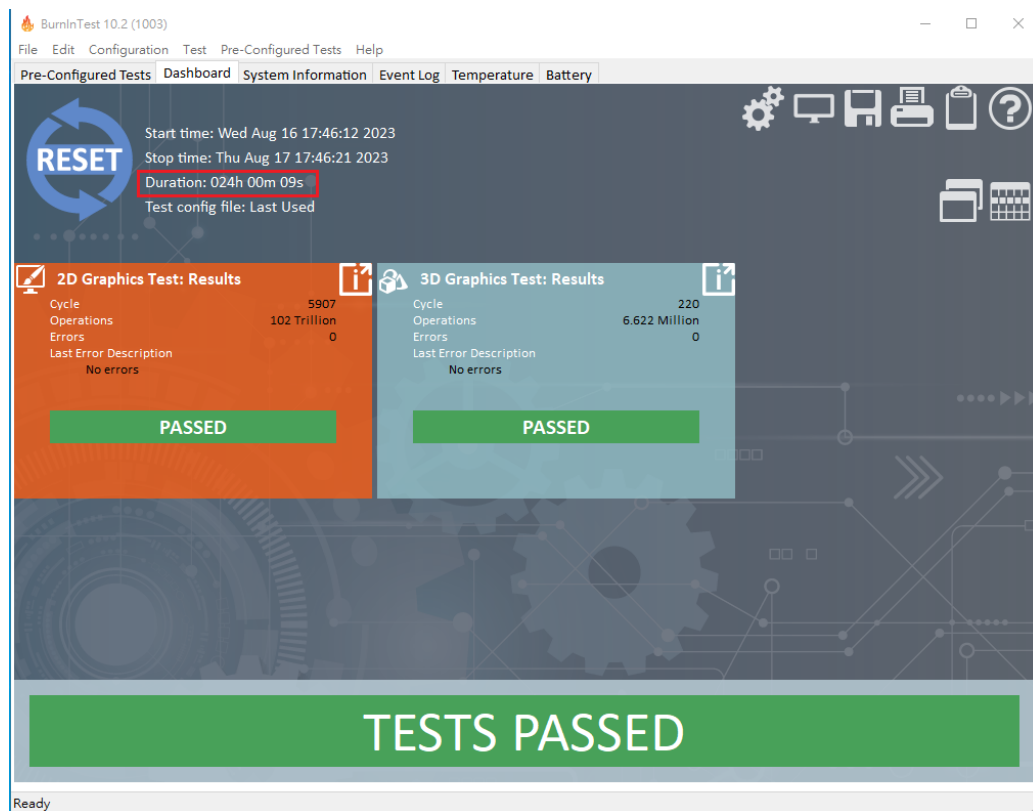 BurnInTest 10.2 (1003)
File Edit Configuration Test Pre-Configured Tests Help
Pre-Configured Tests Dashboard System Information Event Log Temperature Battery
RESET
Start time: Wed Aug 16 17:46:12 2023
Stop time: Thu Aug 17 17:46:21 2023
Duration: 024h 00m 09s
Test config file: Last Used
2D Graphics Test: Results
Cycle 5907
Operations 102 Trillion
Errors 0
Last Error Description
No errors
PASSED
3D Graphics Test: Results
Cycle 220
Operations 6.622 Million
Errors 0
Last Error Description
No errors
PASSED
TESTS PASSED
Ready